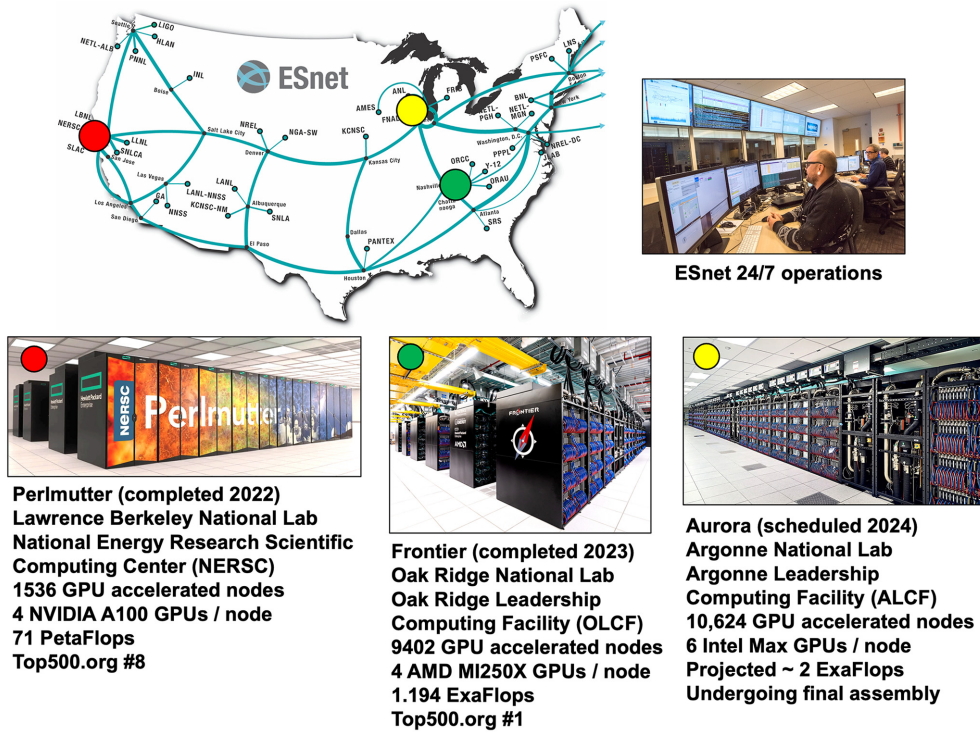 Seattle
LIGO
HLAN
NETL-ALB
PNNL
INL
Boise
ESnet
LBNL
NERSC
SLAC
LLNL
SNLCA
San Jose
Salt Lake City
NREL
NGA-SW
Denver
KCNSC
Kansas City
AMES
ANL
FNAL
FRIB
PSFC
LNS
Boston
BNL
New York
NETL-
PGH
NETL-
MGN
Washington, D.C.
NREL-DC
JLAB
PPPL
ORCC
Y-12
ORAU
Nashville
Chatta
nooga
Atlanta
SRS
Las Vegas
LANL-NNSS
GA
NNSS
Los Angeles
San Diego
LANL
KCNSC-NM
Albuquerque
SNLA
El Paso
Dallas
PANTEX
Houston
ESnet 24/7 operations
Hewlett Packard
Enterprise
NERSC
Perlmutter
Perlmutter (completed 2022)
Lawrence Berkeley National Lab
National Energy Research Scientific
Computing Center (NERSC)
1536 GPU accelerated nodes
4 NVIDIA A100 GPUs / node
71 PetaFlops
Top500.org #8
FRONTIER
AMD
Frontier (completed 2023)
Oak Ridge National Lab
Oak Ridge Leadership
Computing Facility (OLCF)
9402 GPU accelerated nodes
4 AMD MI250X GPUs / node
1.194 ExaFlops
Top500.org #1
Aurora (scheduled 2024)
Argonne National Lab
Argonne Leadership
Computing Facility (ALCF)
10,624 GPU accelerated nodes
6 Intel Max GPUs / node
Projected ~ 2 ExaFlops
Undergoing final assembly